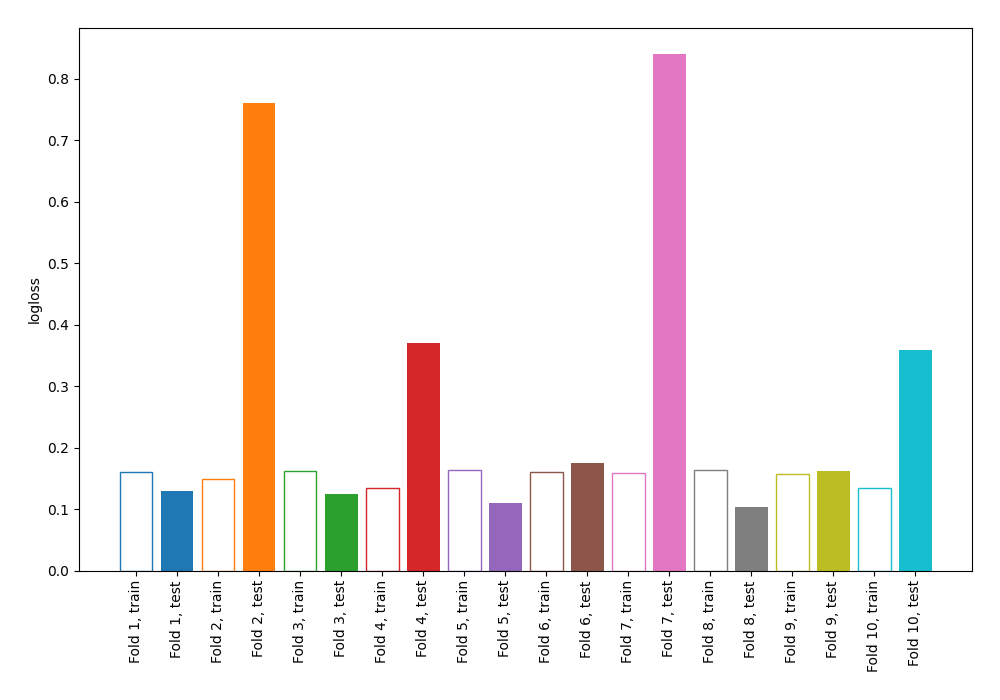 logloss
0.8
0.7
0.6
0.5
0.4
0.3
0.2
0.1
0.0
Fold 1, train
Fold 1, test
Fold 2, train
Fold 2, test
Fold 3, train
Fold 3, test
Fold 4, train
Fold 4, test
Fold 5, train
Fold 5, test
Fold 6, train
Fold 6, test
Fold 7, train
Fold 7, test
Fold 8, train
Fold 8, test
Fold 9, train
Fold 9, test
Fold 10, train
Fold 10, test